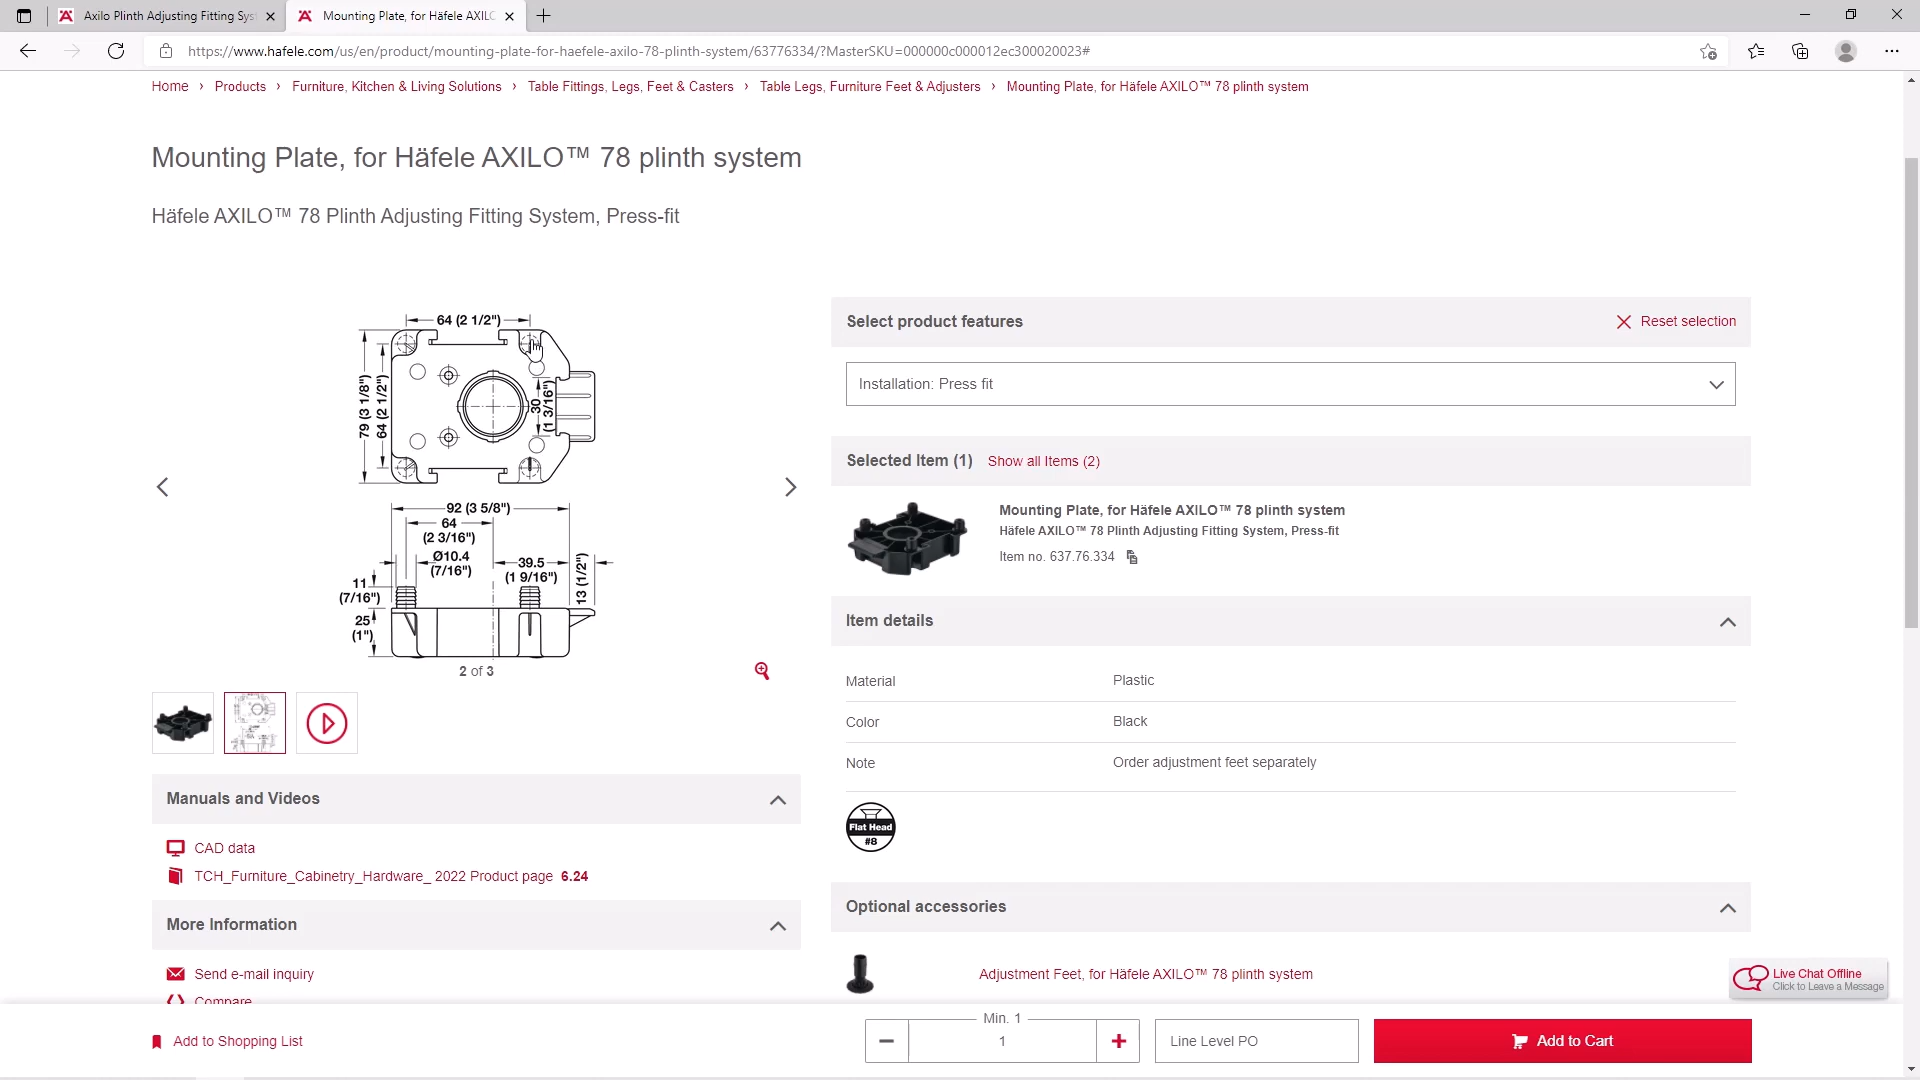 Axilo Plinth Adjusting Fitting Sys
Mounting Plate, for Häfele AXILO
https://www.hafele.com/us/en/product/mounting-plate-for-haefele-axilo-78-plinth-system/63776334/?MasterSKU=000000c000012ec300020023#
Home › Products › Furniture, Kitchen & Living Solutions › Table Fittings, Legs, Feet & Casters › Table Legs, Furniture Feet & Adjusters › Mounting Plate, for Häfele AXILO™ 78 plinth system
Mounting Plate, for Häfele AXILO™ 78 plinth system
Häfele AXILO™ 78 Plinth Adjusting Fitting System, Press-fit
64 (2 1/2")
79 (3 1/8")
64 (2 1/2")
30
(1 3/16")
92 (3 5/8")
64
(2 3/16")
Ø10.4
(7/16")
39.5
(1 9/16")
13 (1/2")
11
(7/16")
25
(1")
2 of 3
Manuals and Videos
CAD data
TCH_Furniture_Cabinetry_Hardware_ 2022 Product page 6.24
More Information
Send e-mail inquiry
Compare
Select product features
Reset selection
Installation: Press fit
Selected Item (1) Show all Items (2)
Mounting Plate, for Häfele AXILO™ 78 plinth system
Häfele AXILO™ 78 Plinth Adjusting Fitting System, Press-fit
Item no. 637.76.334
Item details
Material Plastic
Color Black
Note Order adjustment feet separately
Flat Head
#8
Optional accessories
Adjustment Feet, for Häfele AXILO™ 78 plinth system
Live Chat Offline
Click to Leave a Message
Add to Shopping List
Min. 1
1
Line Level PO
Add to Cart